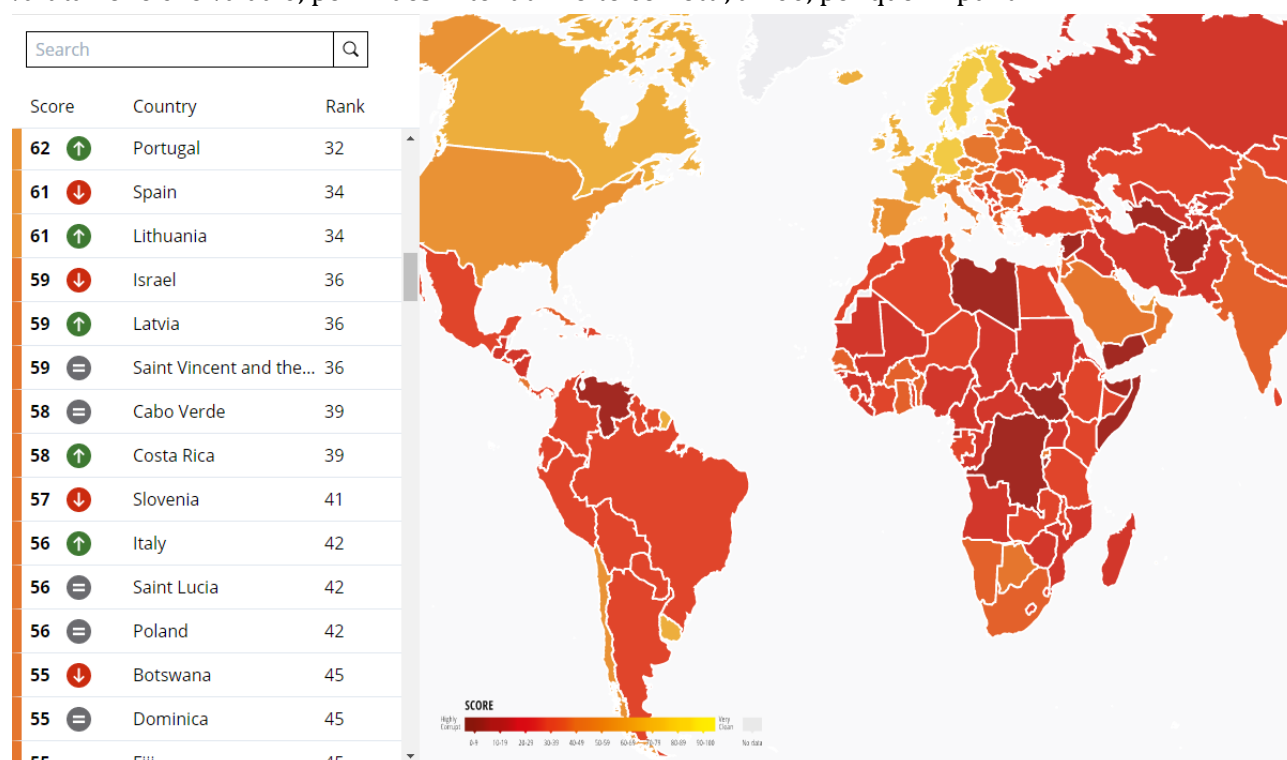 Search
Score Country Rank
62 Portugal 32
61 Spain 34
61 Lithuania 34
59 Israel 36
59 Latvia 36
59 Saint Vincent and the... 36
58 Cabo Verde 39
58 Costa Rica 39
57 Slovenia 41
56 Italy 42
56 Saint Lucia 42
56 Poland 42
55 Botswana 45
55 Dominica 45
SCORE
Highly Corrupt
Very Clean
0-9 10-19 20-29 30-39 40-49 50-59 60-69 70-79 80-89 90-100 No data